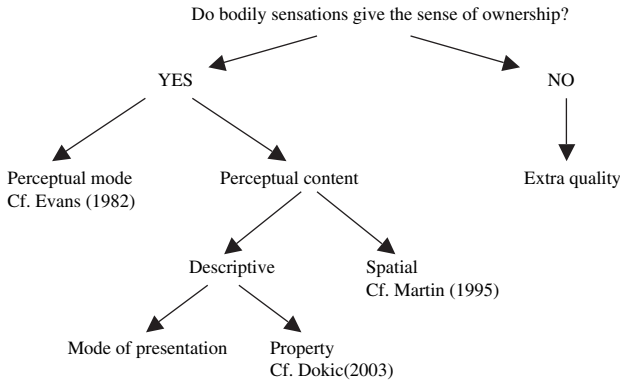 Do bodily sensations give the sense of ownership?
YES
NO
Perceptual mode
Cf. Evans (1982)
Perceptual content
Extra quality
Descriptive
Spatial
Cf. Martin (1995)
Mode of presentation
Property
Cf. Dokic(2003)